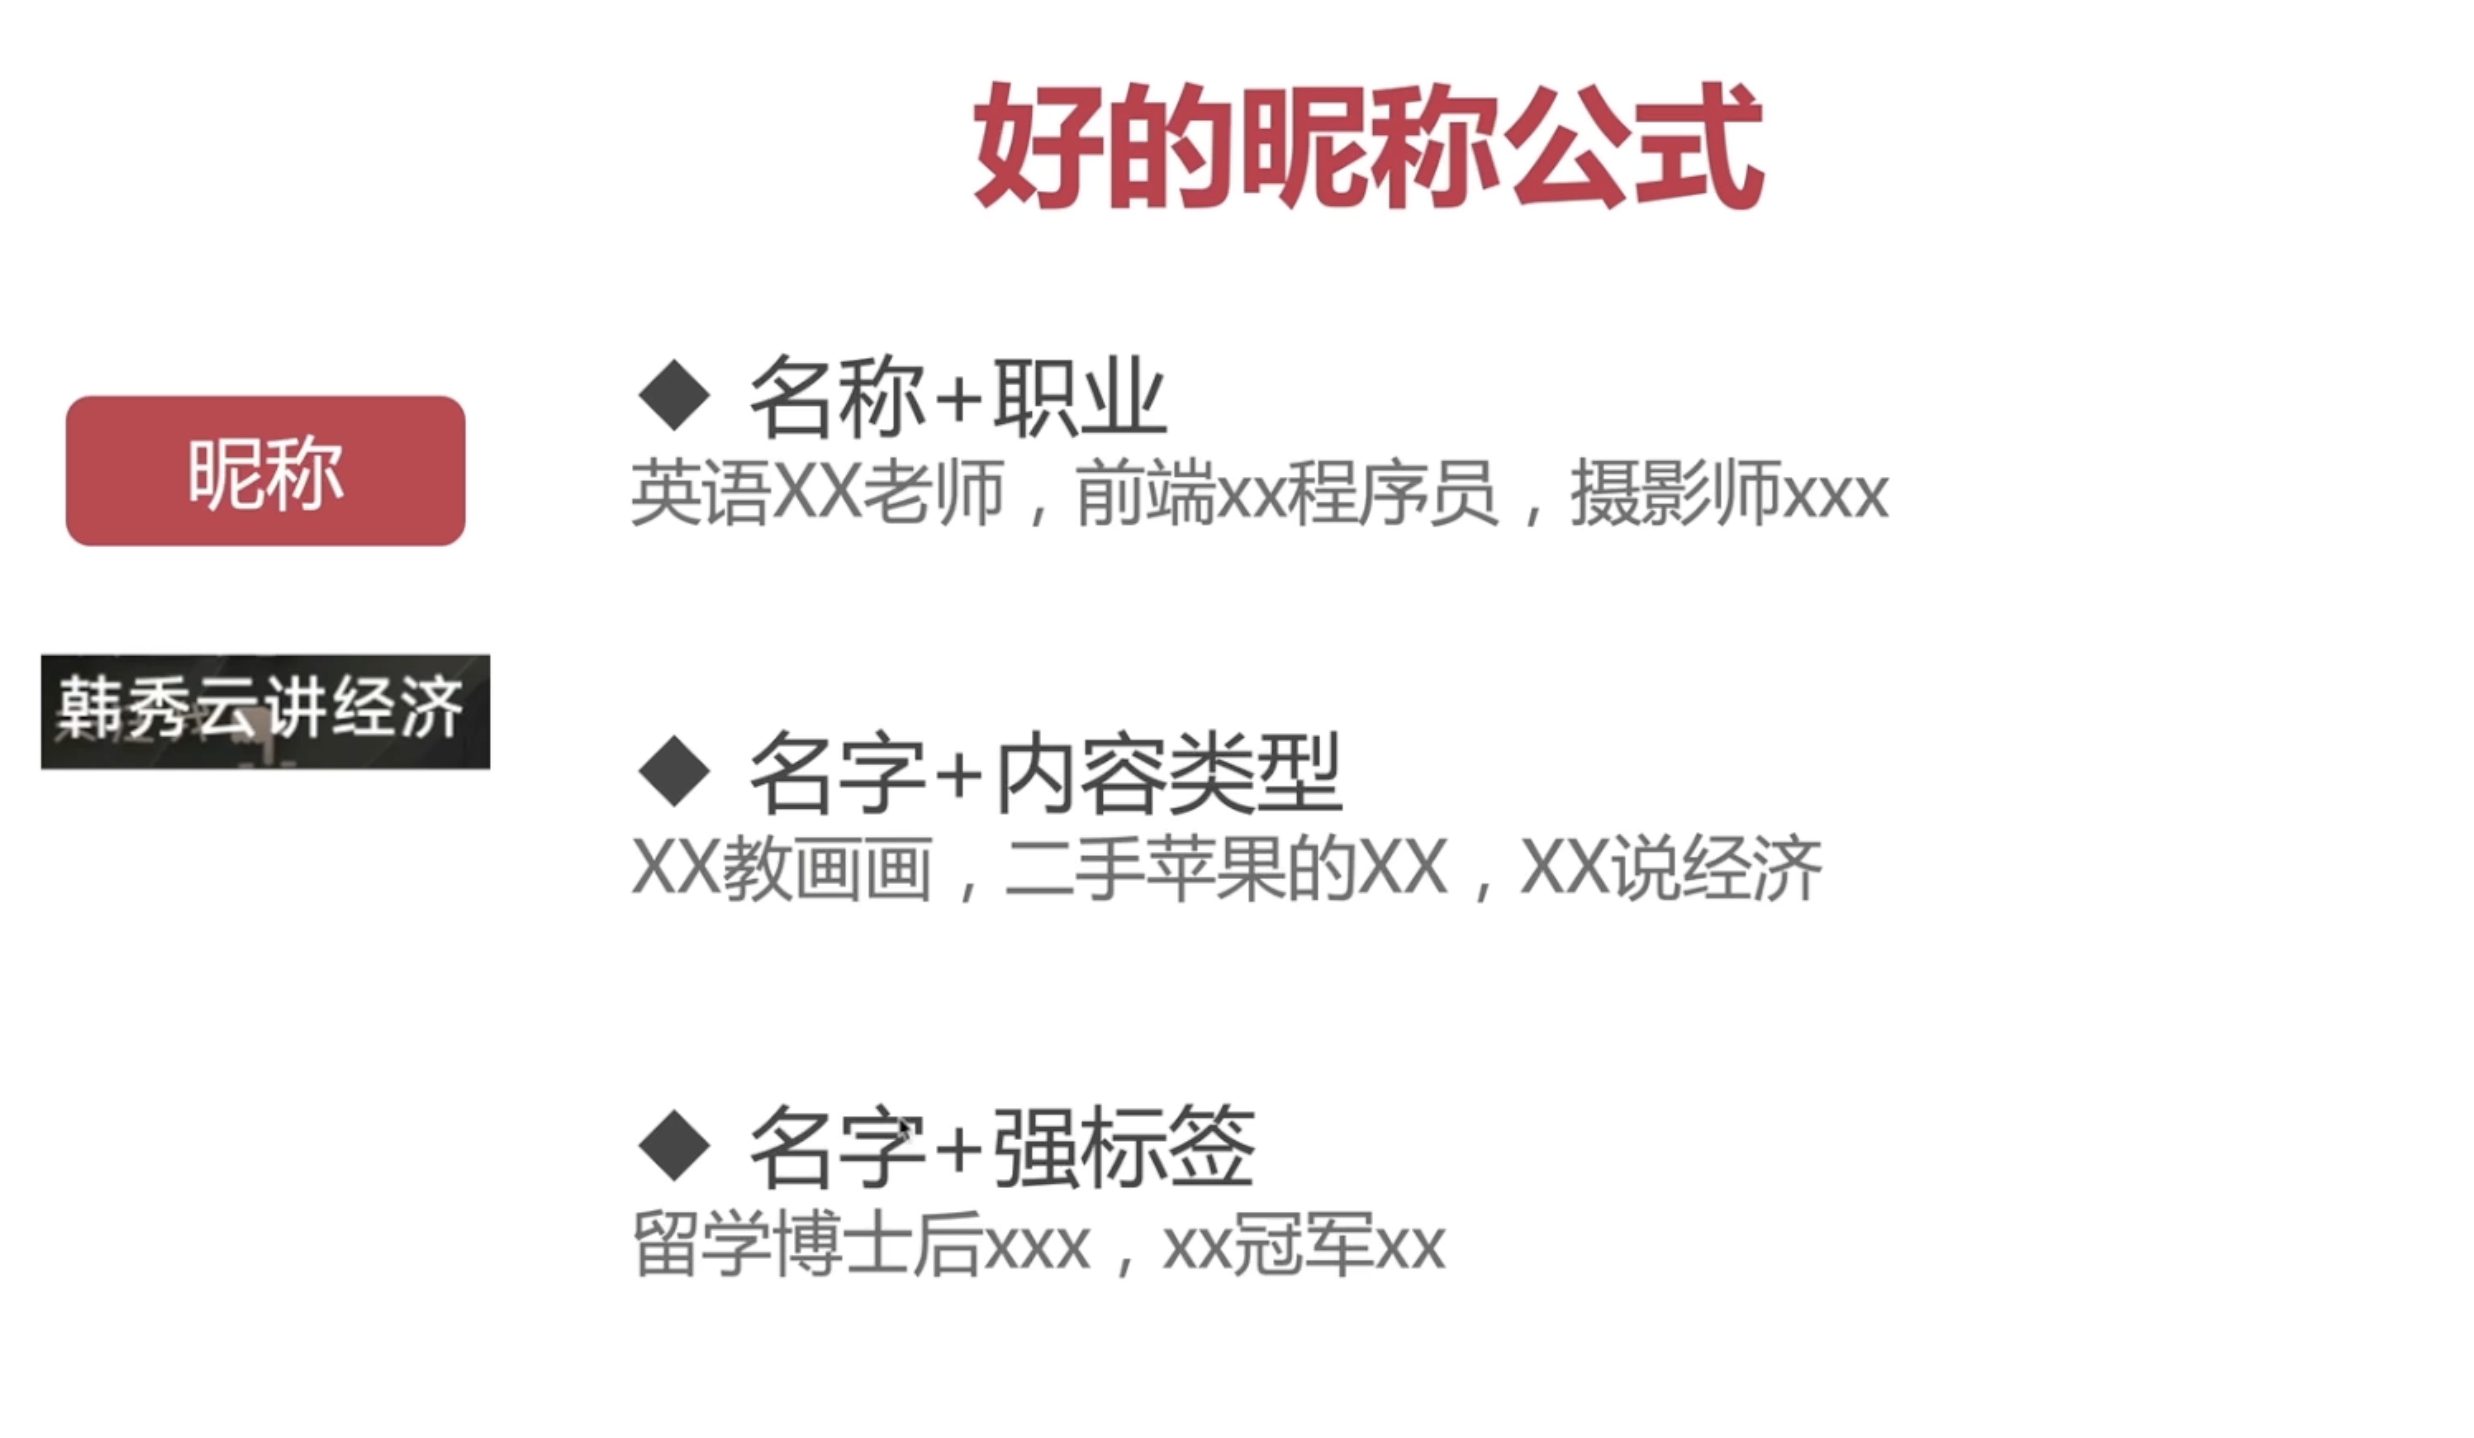 好的昵称公式
昵称
韩秀云讲经济
◆ 名称+职业
英语XX老师，前端xx程序员，摄影师xxx
◆ 名字+内容类型
XX教画画，二手苹果的XX，XX说经济
◆ 名字+强标签
留学博士后xxx，xx冠军xx